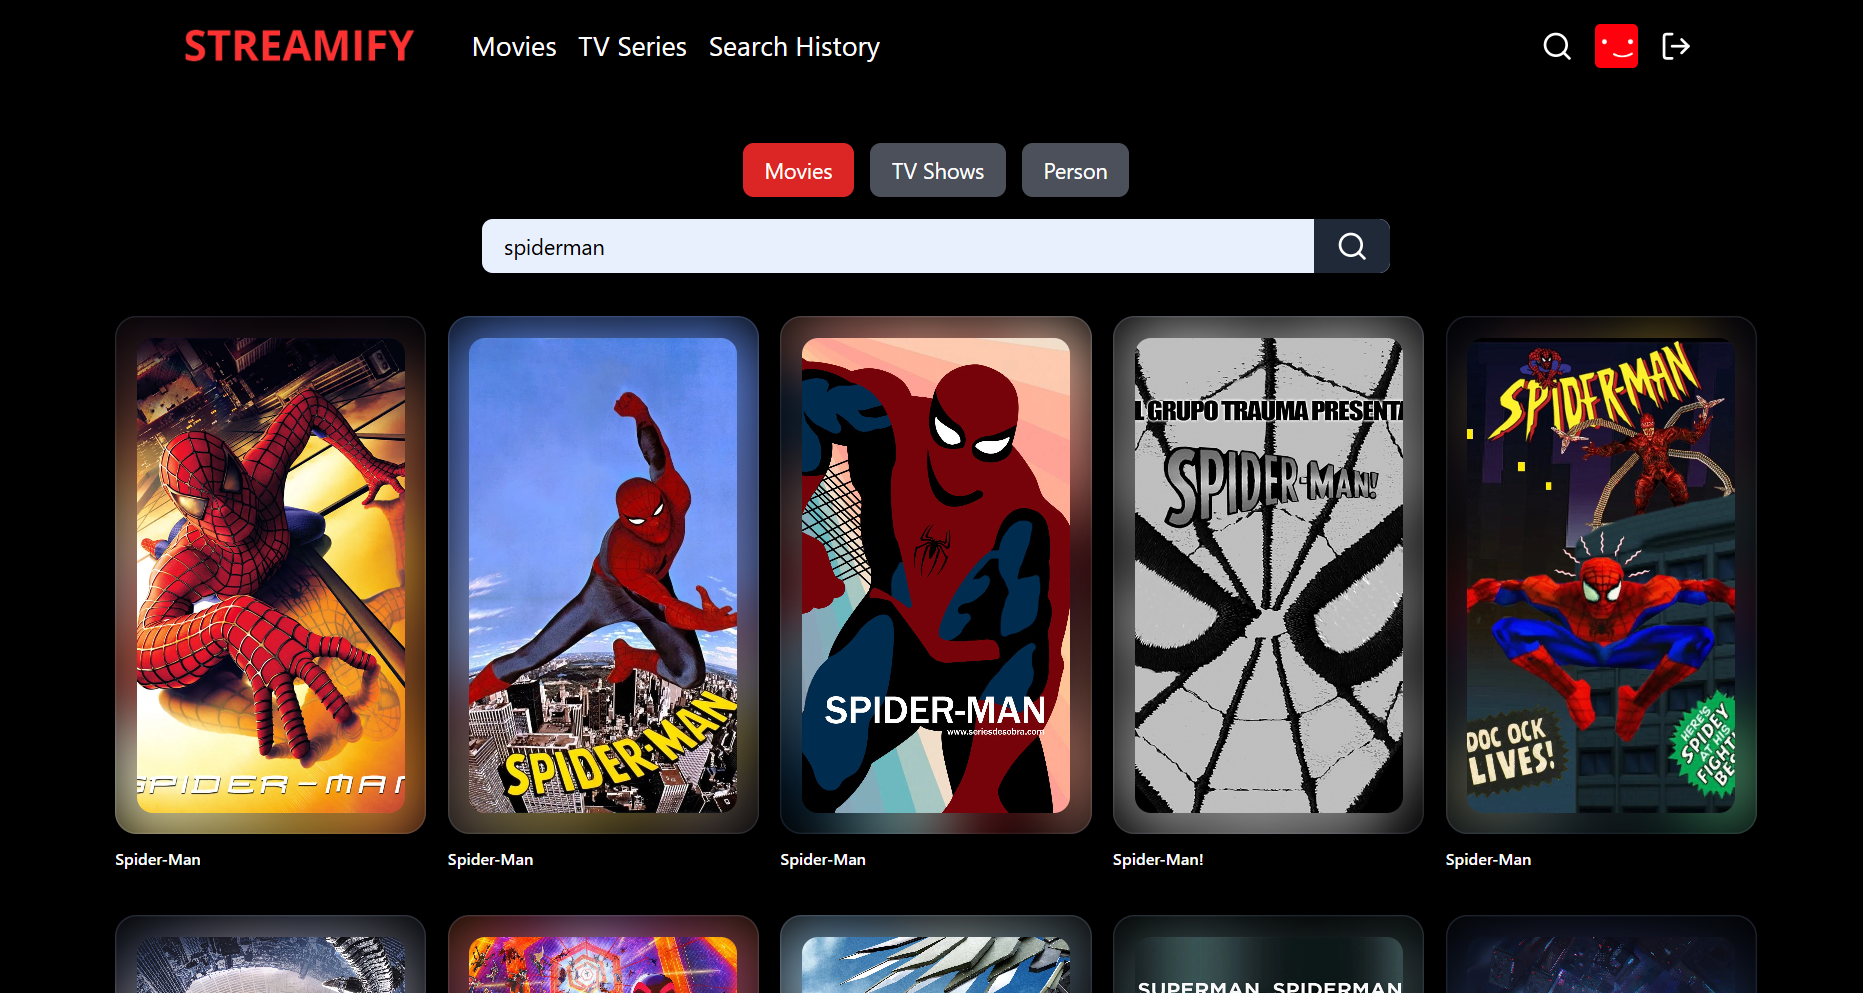 STREAMIFY Movies TV Series Search History
Movies TV Shows Person
spiderman
SPIDER-MAN
SPIDER-MAN
SPIDER-MAN
www.seriesdesobra.com
L GRUPO TRAUMA PRESENTA
SPIDER-MAN!
SPIDER-MAN
DOC OCK
LIVES!
HERE'S
SPIDEY
AT HIS
FIGHT
BE
Spider-Man
Spider-Man
Spider-Man
Spider-Man!
Spider-Man
SUPERMAN, SPIDERMAN